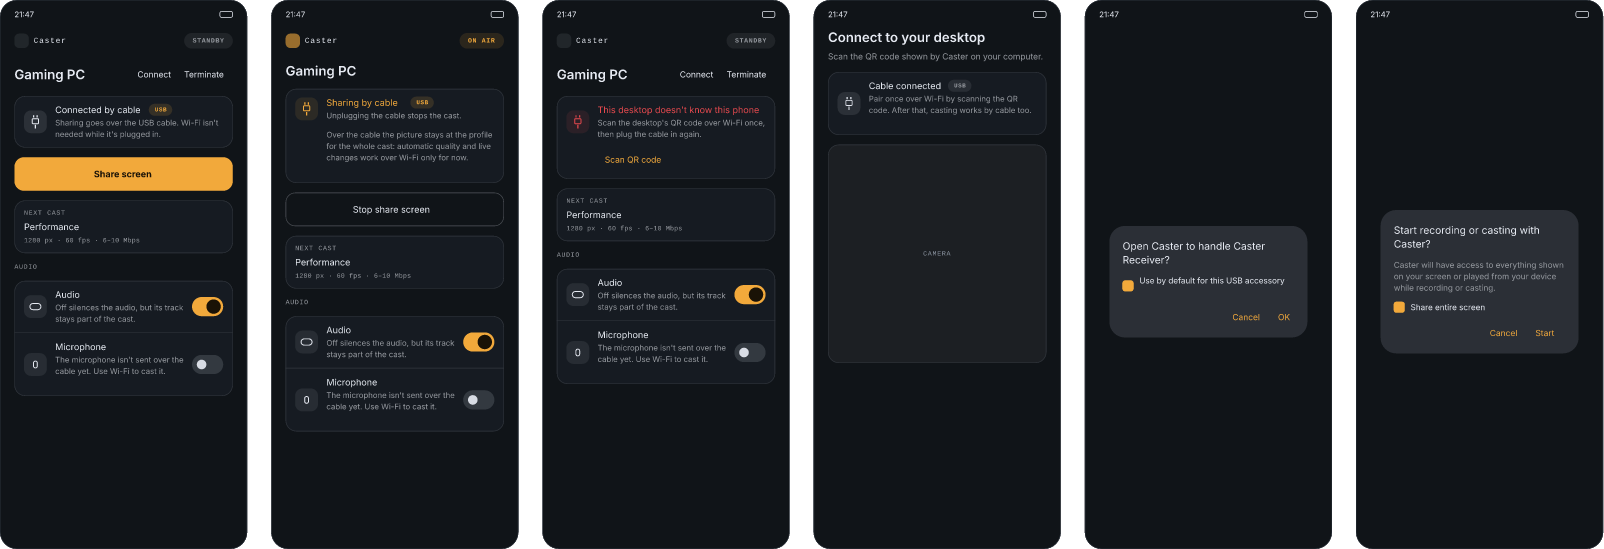 21:47
Caster
STANDBY
Gaming PC
Connect
Terminate
Connected by cable
USB
Sharing goes over the USB cable. Wi-Fi isn't
needed while it's plugged in.
Share screen
NEXT CAST
Performance
1280 px · 60 fps · 6–10 Mbps
AUDIO
Audio
Off silences the audio, but its track
stays part of the cast.
Microphone
The microphone isn't sent over the
cable yet. Use Wi-Fi to cast it.
21:47
Caster
ON AIR
Gaming PC
Sharing by cable
USB
Unplugging the cable stops the cast.
Over the cable the picture stays at the profile
for the whole cast: automatic quality and live
changes work over Wi-Fi only for now.
Stop share screen
NEXT CAST
Performance
1280 px · 60 fps · 6–10 Mbps
AUDIO
Audio
Off silences the audio, but its track
stays part of the cast.
Microphone
The microphone isn't sent over the
cable yet. Use Wi-Fi to cast it.
21:47
Caster
STANDBY
Gaming PC
Connect
Terminate
This desktop doesn't know this phone
Scan the desktop's QR code over Wi-Fi once,
then plug the cable in again.
Scan QR code
NEXT CAST
Performance
1280 px · 60 fps · 6–10 Mbps
AUDIO
Audio
Off silences the audio, but its track
stays part of the cast.
Microphone
The microphone isn't sent over the
cable yet. Use Wi-Fi to cast it.
21:47
Connect to your desktop
Scan the QR code shown by Caster on your computer.
Cable connected
USB
Pair once over Wi-Fi by scanning the QR
code. After that, casting works by cable too.
CAMERA
21:47
Open Caster to handle Caster
Receiver?
Use by default for this USB accessory
Cancel
OK
21:47
Start recording or casting with
Caster?
Caster will have access to everything shown
on your screen or played from your device
while recording or casting.
Share entire screen
Cancel
Start